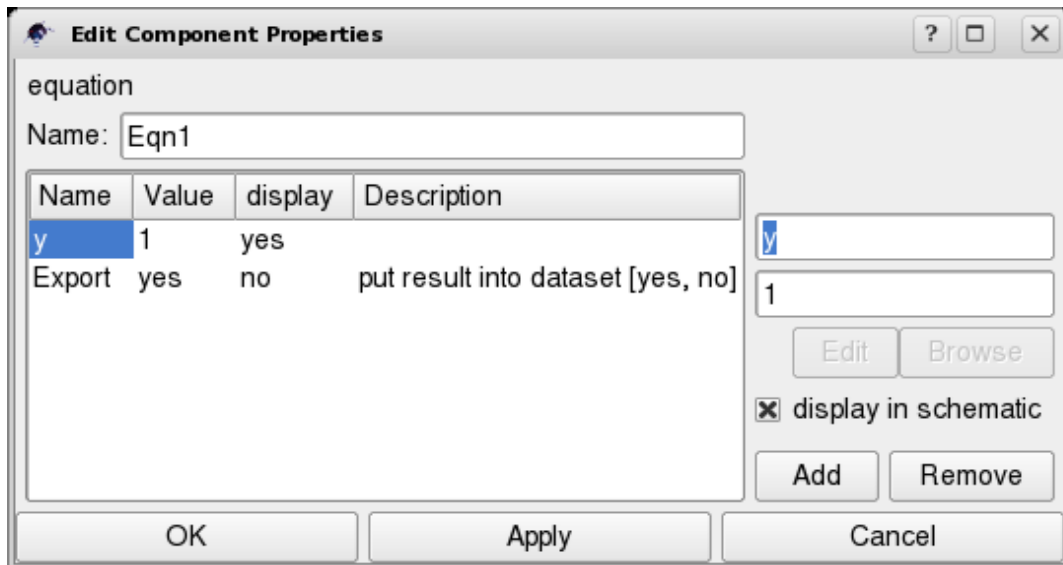 Edit Component Properties ?
equation
Name: Eqn1
Name Value display Description
y 1 yes
Export yes no put result into dataset [yes, no]
y
1
Edit Browse
display in schematic
Add Remove
OK Apply Cancel